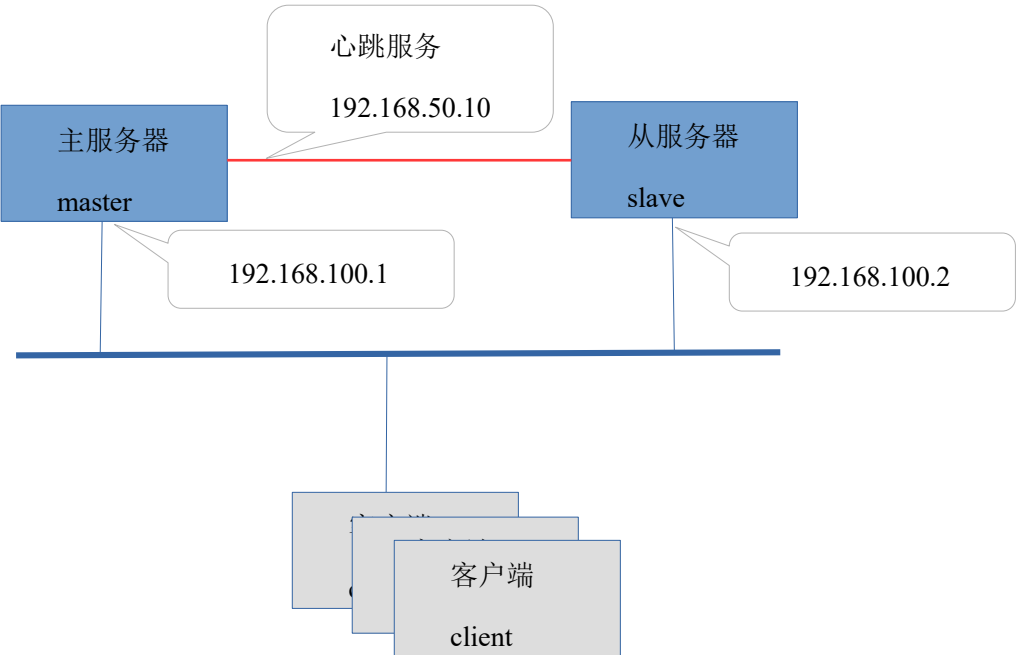 心跳服务
192.168.50.10
主服务器
master
从服务器
slave
192.168.100.1
192.168.100.2
客户端
client